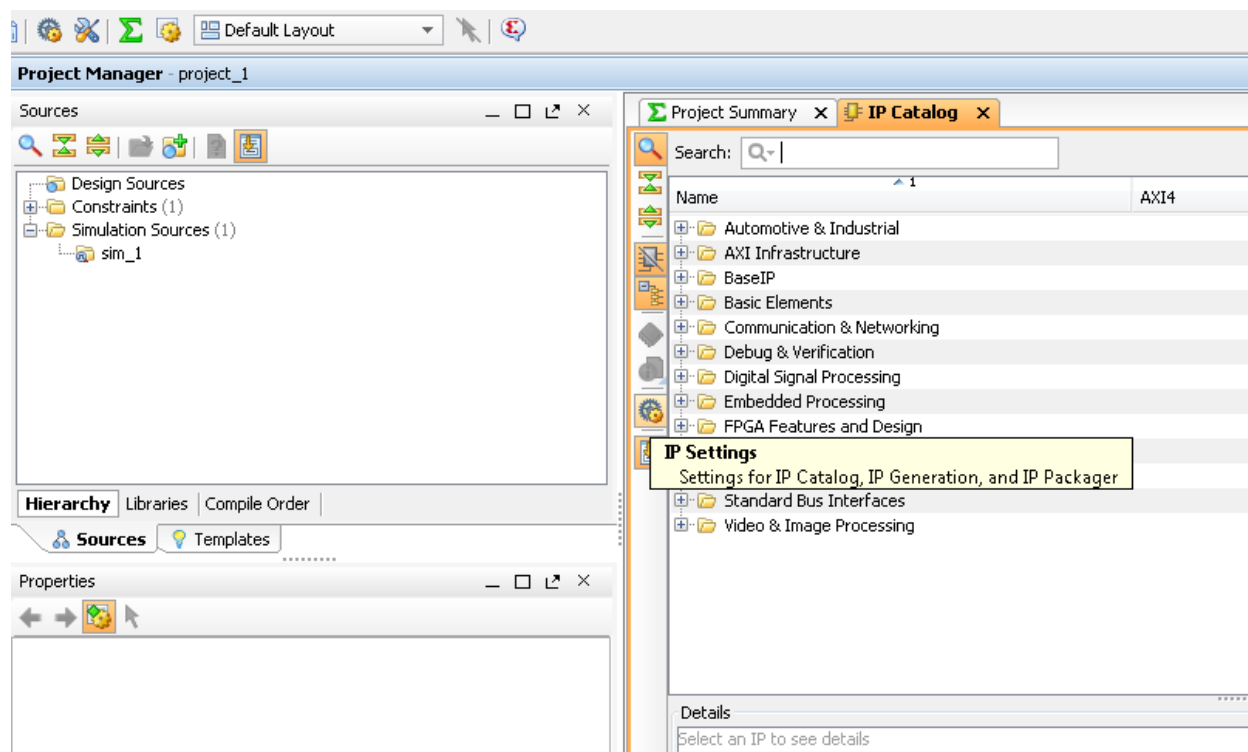 Default Layout
Project Manager - project_1
Sources
Design Sources
Constraints (1)
Simulation Sources (1)
sim_1
Hierarchy Libraries Compile Order
Sources Templates
Properties
Project Summary IP Catalog
Search:
1
Name AXI4
Automotive & Industrial
AXI Infrastructure
BaseIP
Basic Elements
Communication & Networking
Debug & Verification
Digital Signal Processing
Embedded Processing
FPGA Features and Design
IP Settings
Settings for IP Catalog, IP Generation, and IP Packager
Standard Bus Interfaces
Video & Image Processing
Details
Select an IP to see details